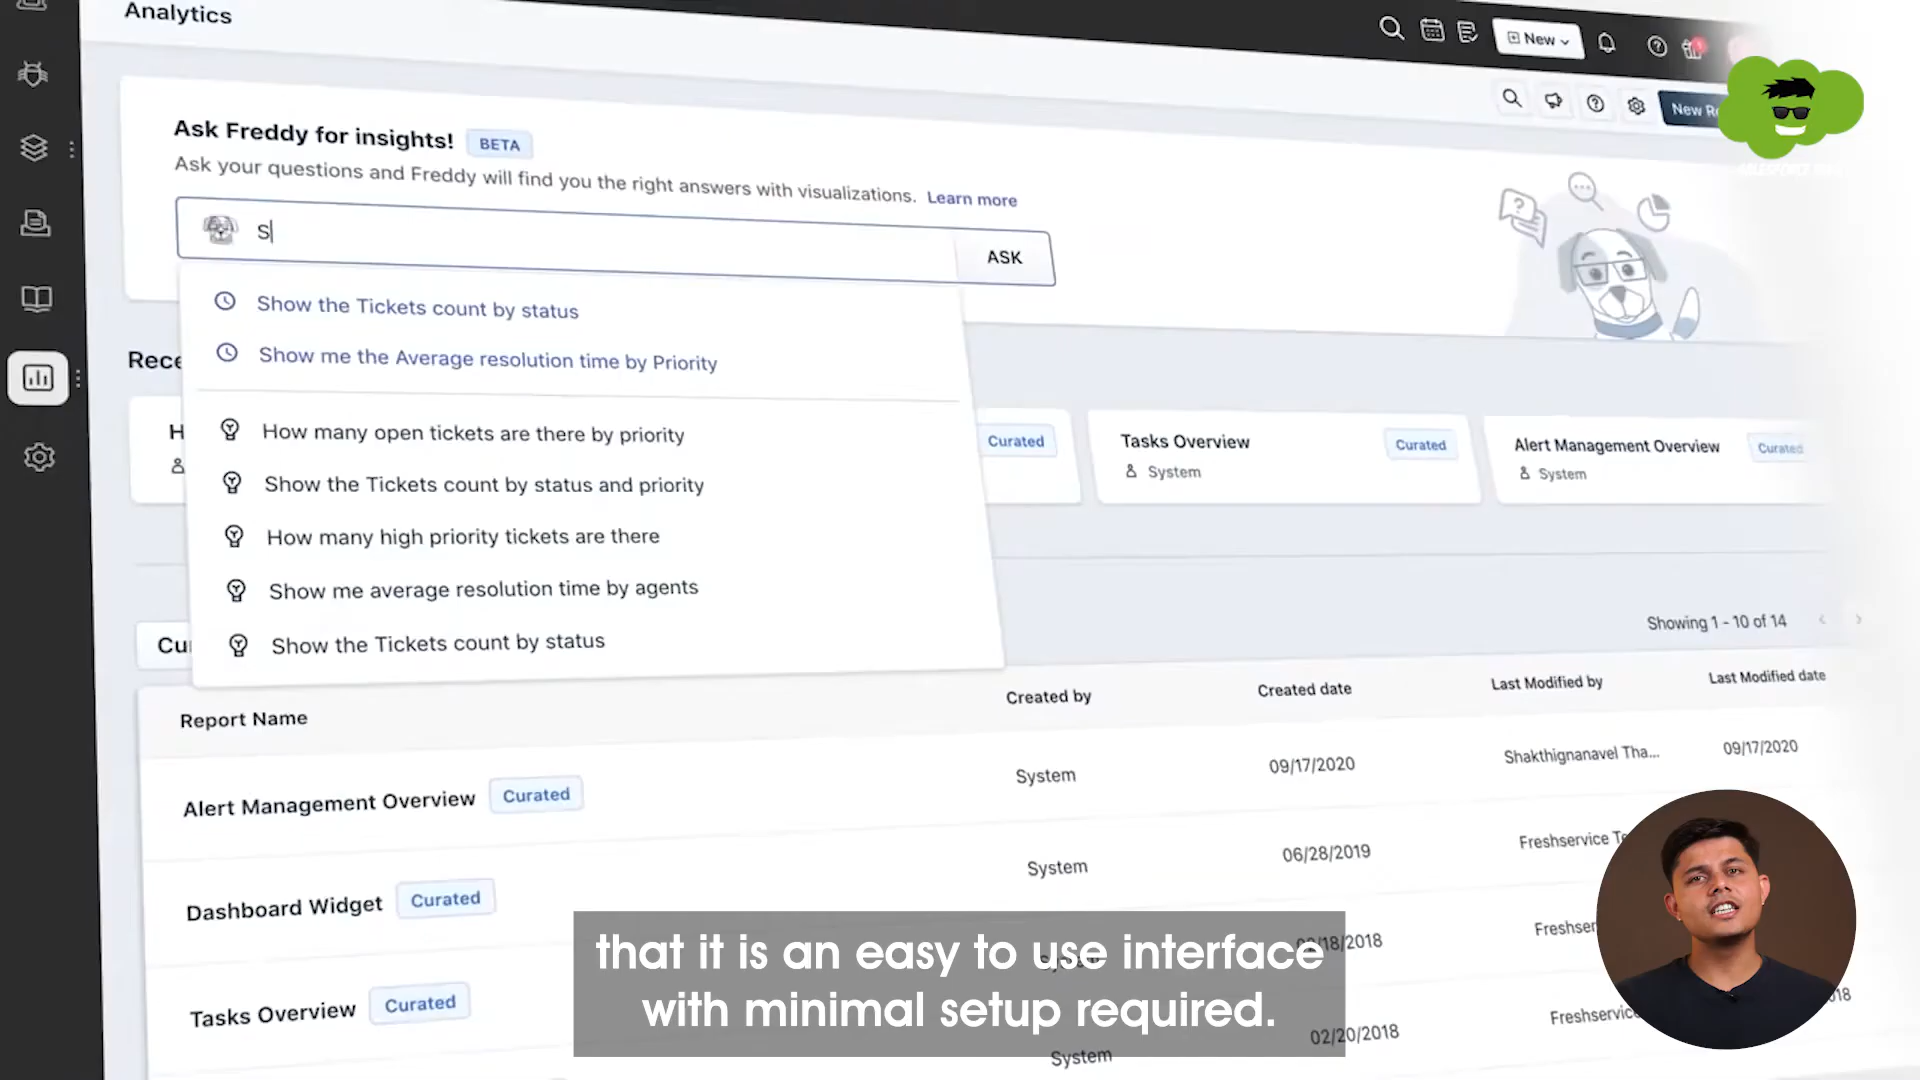 Analytics
New
New
Ask Freddy for insights! BETA
Ask your questions and Freddy will find you the right answers with visualizations. Learn more
S
ASK
Show the Tickets count by status
Show me the Average resolution time by Priority
How many open tickets are there by priority
Show the Tickets count by status and priority
How many high priority tickets are there
Show me average resolution time by agents
Show the Tickets count by status
Curated
Tasks Overview Curated
System
Alert Management Overview Curated
System
Showing 1 - 10 of 14
Report Name Created by Created date Last Modified by Last Modified date
Alert Management Overview Curated System 09/17/2020 Shakthignanavel Tha... 09/17/2020
Dashboard Widget Curated System 06/28/2019 Freshservice
Tasks Overview Curated
System 02/20/2018 Freshservice
that it is an easy to use interface
with minimal setup required.